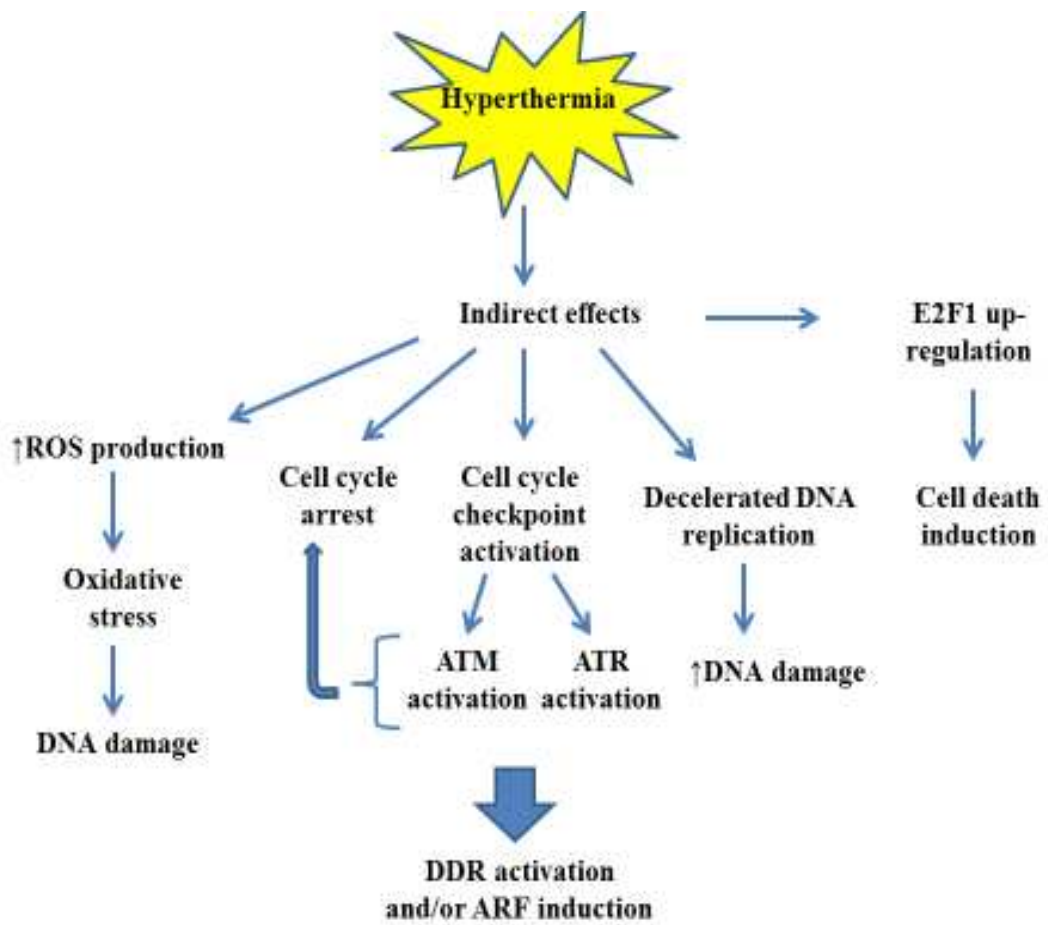 Hyperthermia
Indirect effects
E2F1 up-
regulation
↑ROS production
Cell cycle
arrest
Cell cycle
checkpoint
activation
Decelerated DNA
replication
Cell death
induction
Oxidative
stress
ATM
activation
ATR
activation
↑DNA damage
DNA damage
DDR activation
and/or ARF induction